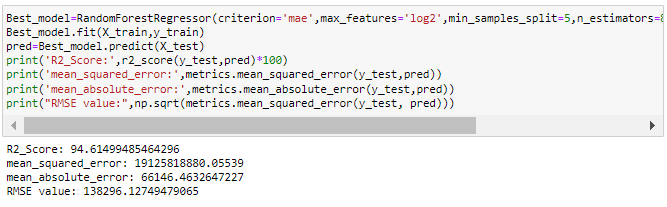 Best_model=RandomForestRegressor(criterion='mae',max_features='log2',min_samples_split=5,n_estimators=
Best_model.fit(X_train,y_train)
pred=Best_model.predict(X_test)
print('R2_Score:',r2_score(y_test,pred)*100)
print('mean_squared_error:',metrics.mean_squared_error(y_test,pred))
print('mean_absolute_error:',metrics.mean_absolute_error(y_test,pred))
print("RMSE value:",np.sqrt(metrics.mean_squared_error(y_test, pred)))
R2_Score: 94.61499485464296
mean_squared_error: 19125818880.05539
mean_absolute_error: 66146.4632647227
RMSE value: 138296.12749479065